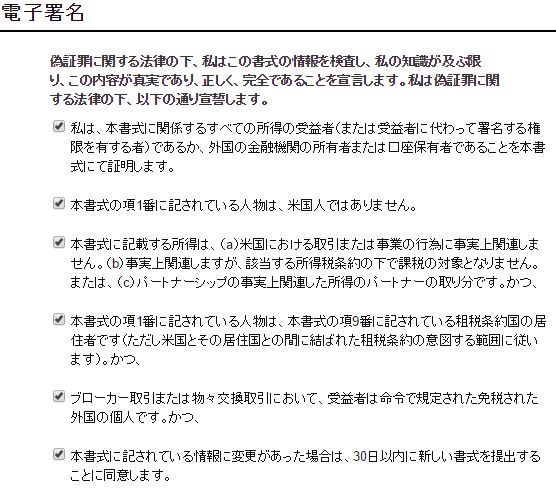 電子署名
偽証罪に関する法律の下、私はこの書式の情報を検査し、私の知識が及ぶ限
り、この内容が真実であり、正しく、完全であることを宣言します。私は偽証罪に関
する法律の下、以下の通り宣誓します。
私は、本書式に関係するすべての所得の受益者(または受益者に代わって署名する権
限を有する者)であるか、外国の金融機関の所有者または口座保有者であることを本書
式にて証明します。
本書式の項1番に記されている人物は、米国人ではありません。
本書式に記載する所得は、(a)米国における取引または事業の行為に事実上関連しま
せん。(b)事実上関連しますが、該当する所得税条約の下で課税の対象となりません。
または、(c)パートナーシップの事実上関連した所得のパートナーの取り分です。かつ、
本書式の項1番に記されている人物は、本書式の項9番に記されている租税条約国の居
住者です(ただし米国とその居住国との間に結ばれた租税条約の意図する範囲に従い
ます)。かつ、
ブローカー取引または物々交換取引において、受益者は命令で規定された免税された
外国の個人です。かつ、
本書式に記されている情報に変更があった場合は、30日以内に新しい書式を提出する
ことに同意します。